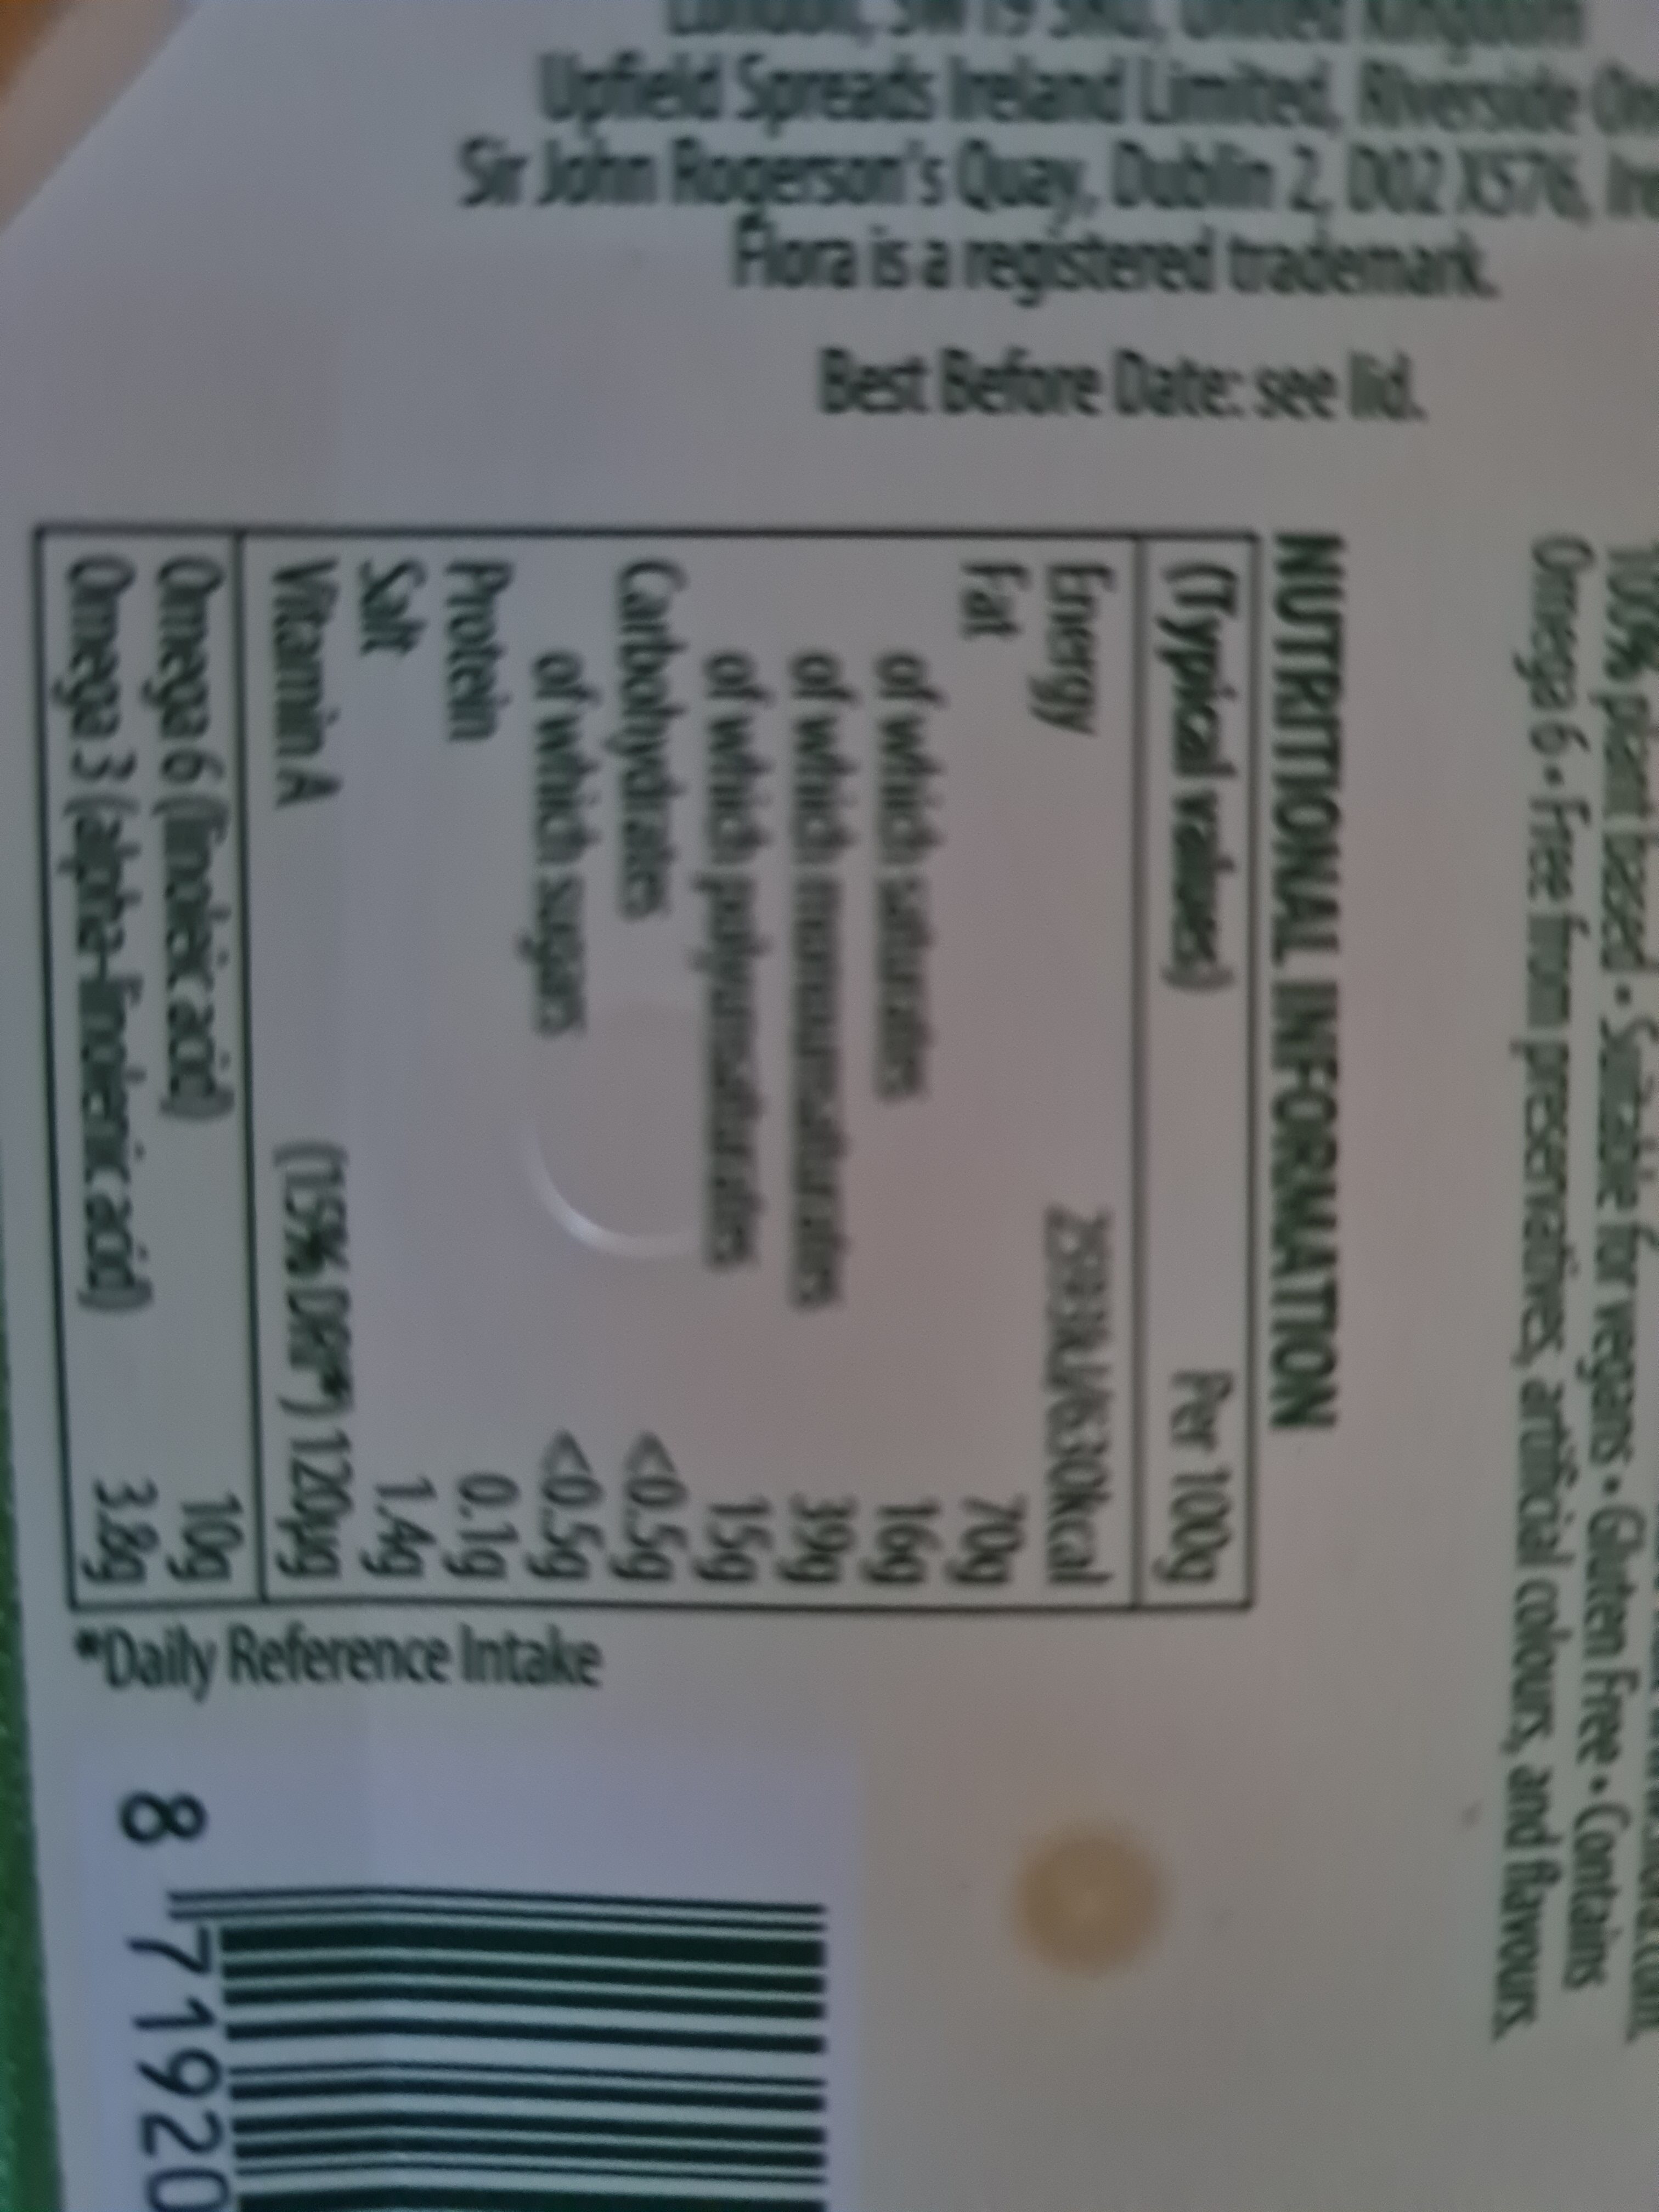 Upfield Spreads Ireland Limited, Riverside
Sir John Rogerson's Quay, Dublin 2, D02 X576,
Flora is a registered trademark.
Best Before Date: see lid.
100% plant based • Suitable for vegans • Gluten Free • Contains
Omega 6 • Free from preservatives, artificial colours, and flavours.
NUTRITIONAL INFORMATION
(Typical values) Per 100g
Energy 2593kJ/630kcal
Fat 70g
of which saturates 16g
of which monounsaturates 39g
of which polyunsaturates 15g
Carbohydrates <0.5g
of which sugars <0.5g
Protein 0.1g
Salt 1.4g
Vitamin A (15% DRI*) 120µg
Omega 6 (linoleic acid) 10g
Omega 3 (alpha-linolenic acid) 3.8g
*Daily Reference Intake
8 71920